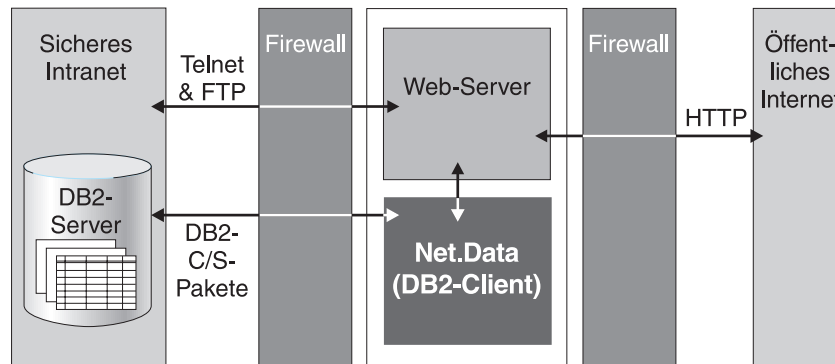 Sicheres
Intranet
Telnet
& FTP
Firewall
Web-Server
Firewall
HTTP
Öffent-
liches
Internet
DB2-
Server
DB2-
C/S-
Pakete
Net.Data
(DB2-Client)